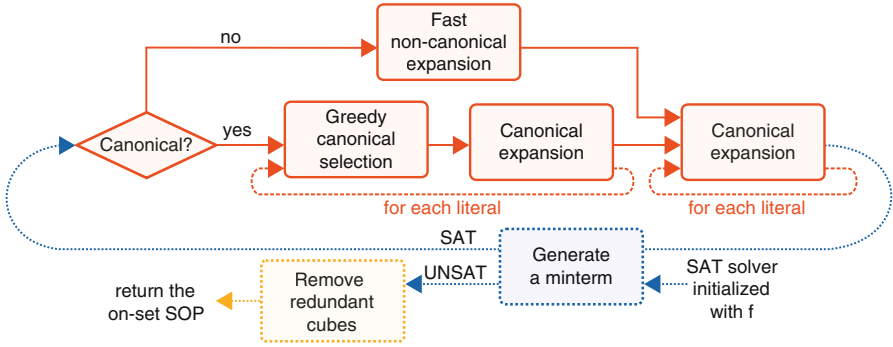 Fast
non-canonical
expansion
no
Canonical?
yes
Greedy
canonical
selection
Canonical
expansion
Canonical
expansion
for each literal
for each literal
SAT
Generate
a minterm
UNSAT
SAT solver
initialized
with f
Remove
redundant
cubes
return the
on-set SOP